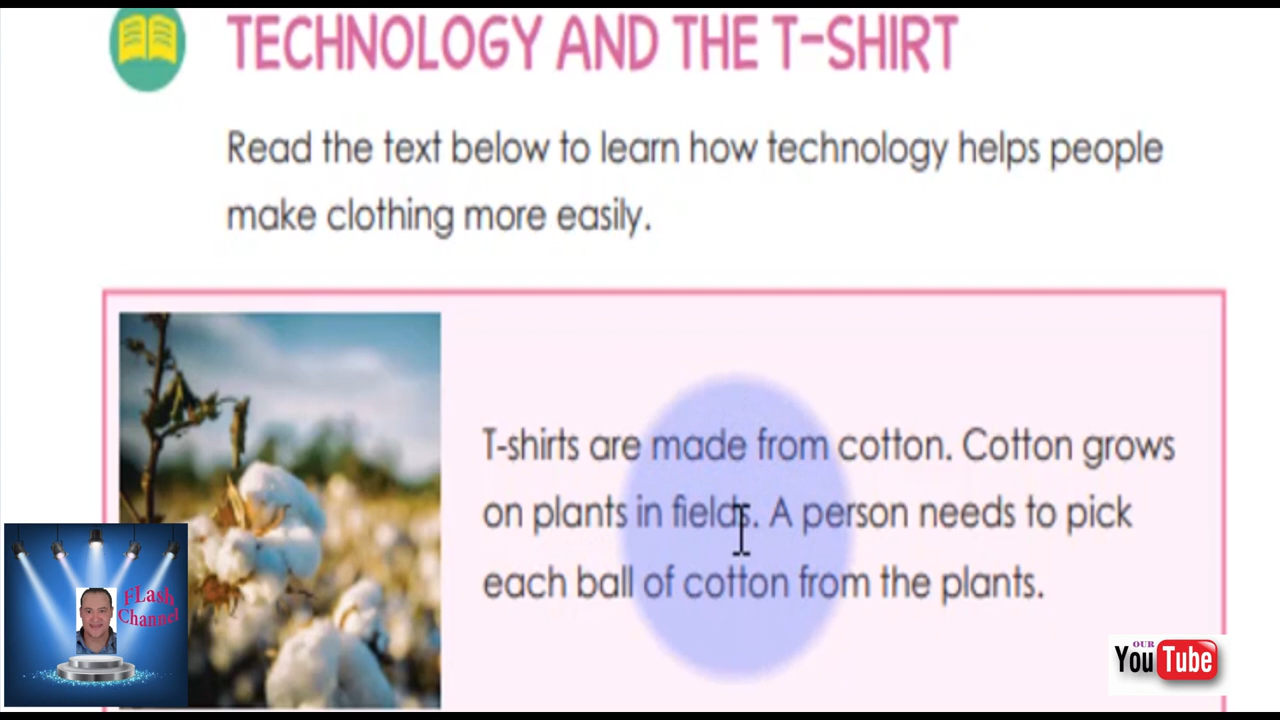 TECHNOLOGY AND THE T-SHIRT
Read the text below to learn how technology helps people
make clothing more easily.
T-shirts are made from cotton. Cotton grows
on plants in fields. A person needs to pick
each ball of cotton from the plants.
FLash
Channel
OUR
YouTube